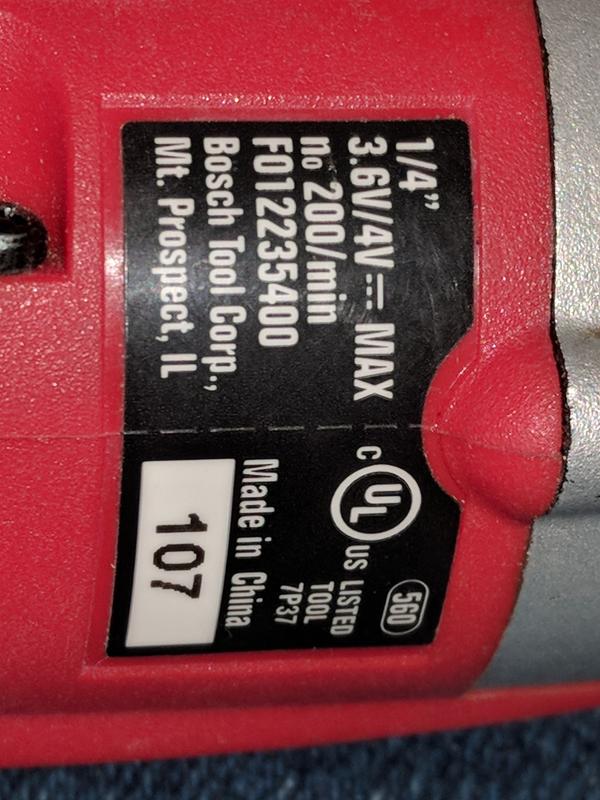 1/4”
3.6V/4V ⎓ MAX
no 200/min
F012235400
Bosch Tool Corp.,
Mt. Prospect, IL
560
C UL US LISTED
TOOL
7P37
Made in China
107